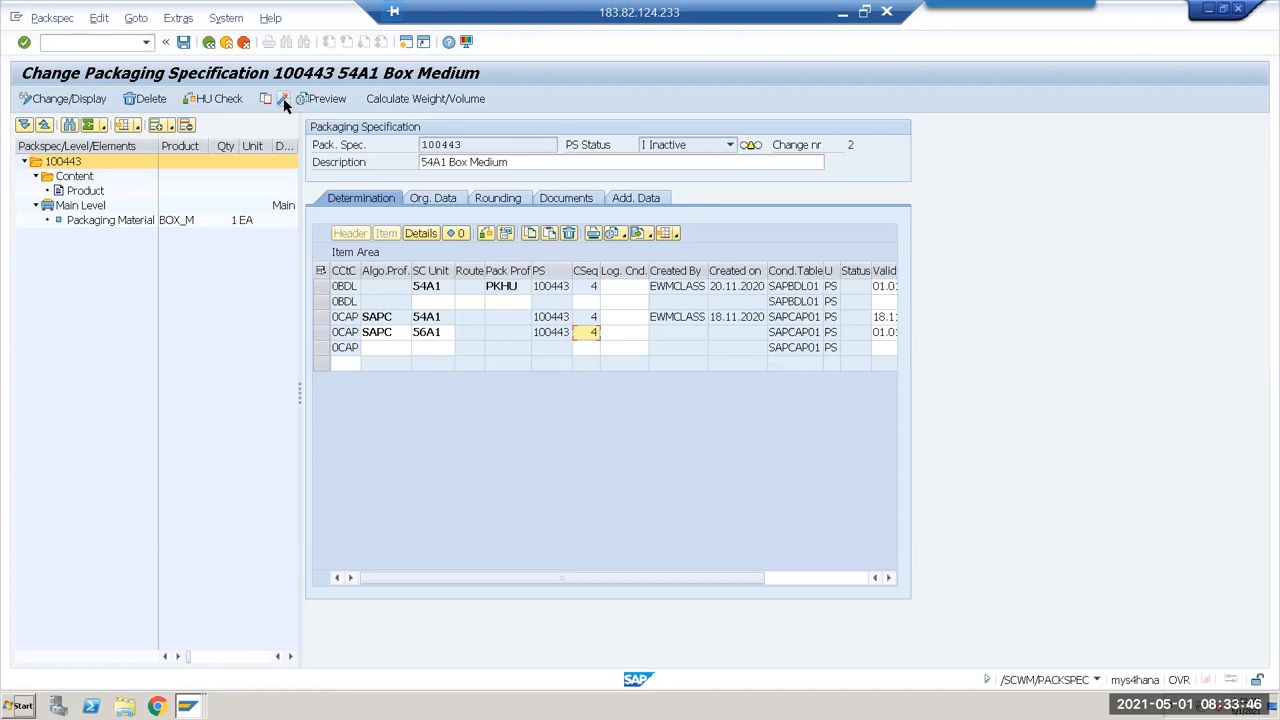 183.82.124.233
Packspec Edit Goto Extras System Help
Change Packaging Specification 100443 54A1 Box Medium
Change/Display Delete HU Check Preview Calculate Weight/Volume
Packspec/Level/Elements Product Qty Unit D...
100443
Content
Product
Main Level Main
Packaging Material BOX_M 1 EA
Packaging Specification
Pack. Spec. 100443 PS Status I Inactive Change nr 2
Description 54A1 Box Medium
Determination Org. Data Rounding Documents Add. Data
Header Item Details 0
Item Area
CCtC Algo.Prof. SC Unit Route Pack Prof PS CSeq Log. Cnd. Created By Created on Cond.Table U Status Valid
0BDL 54A1 PKHU 100443 4 EWMCLASS 20.11.2020 SAPBDL01 PS 01.0
0BDL SAPBDL01 PS
0CAP SAPC 54A1 100443 4 EWMCLASS 18.11.2020 SAPCAP01 PS 18.1
0CAP SAPC 56A1 100443 4 SAPCAP01 PS 01.0
0CAP SAPCAP01 PS
SAP
/SCWM/PACKSPEC mys4hana OVR
Start
2021-05-01 08:33:46